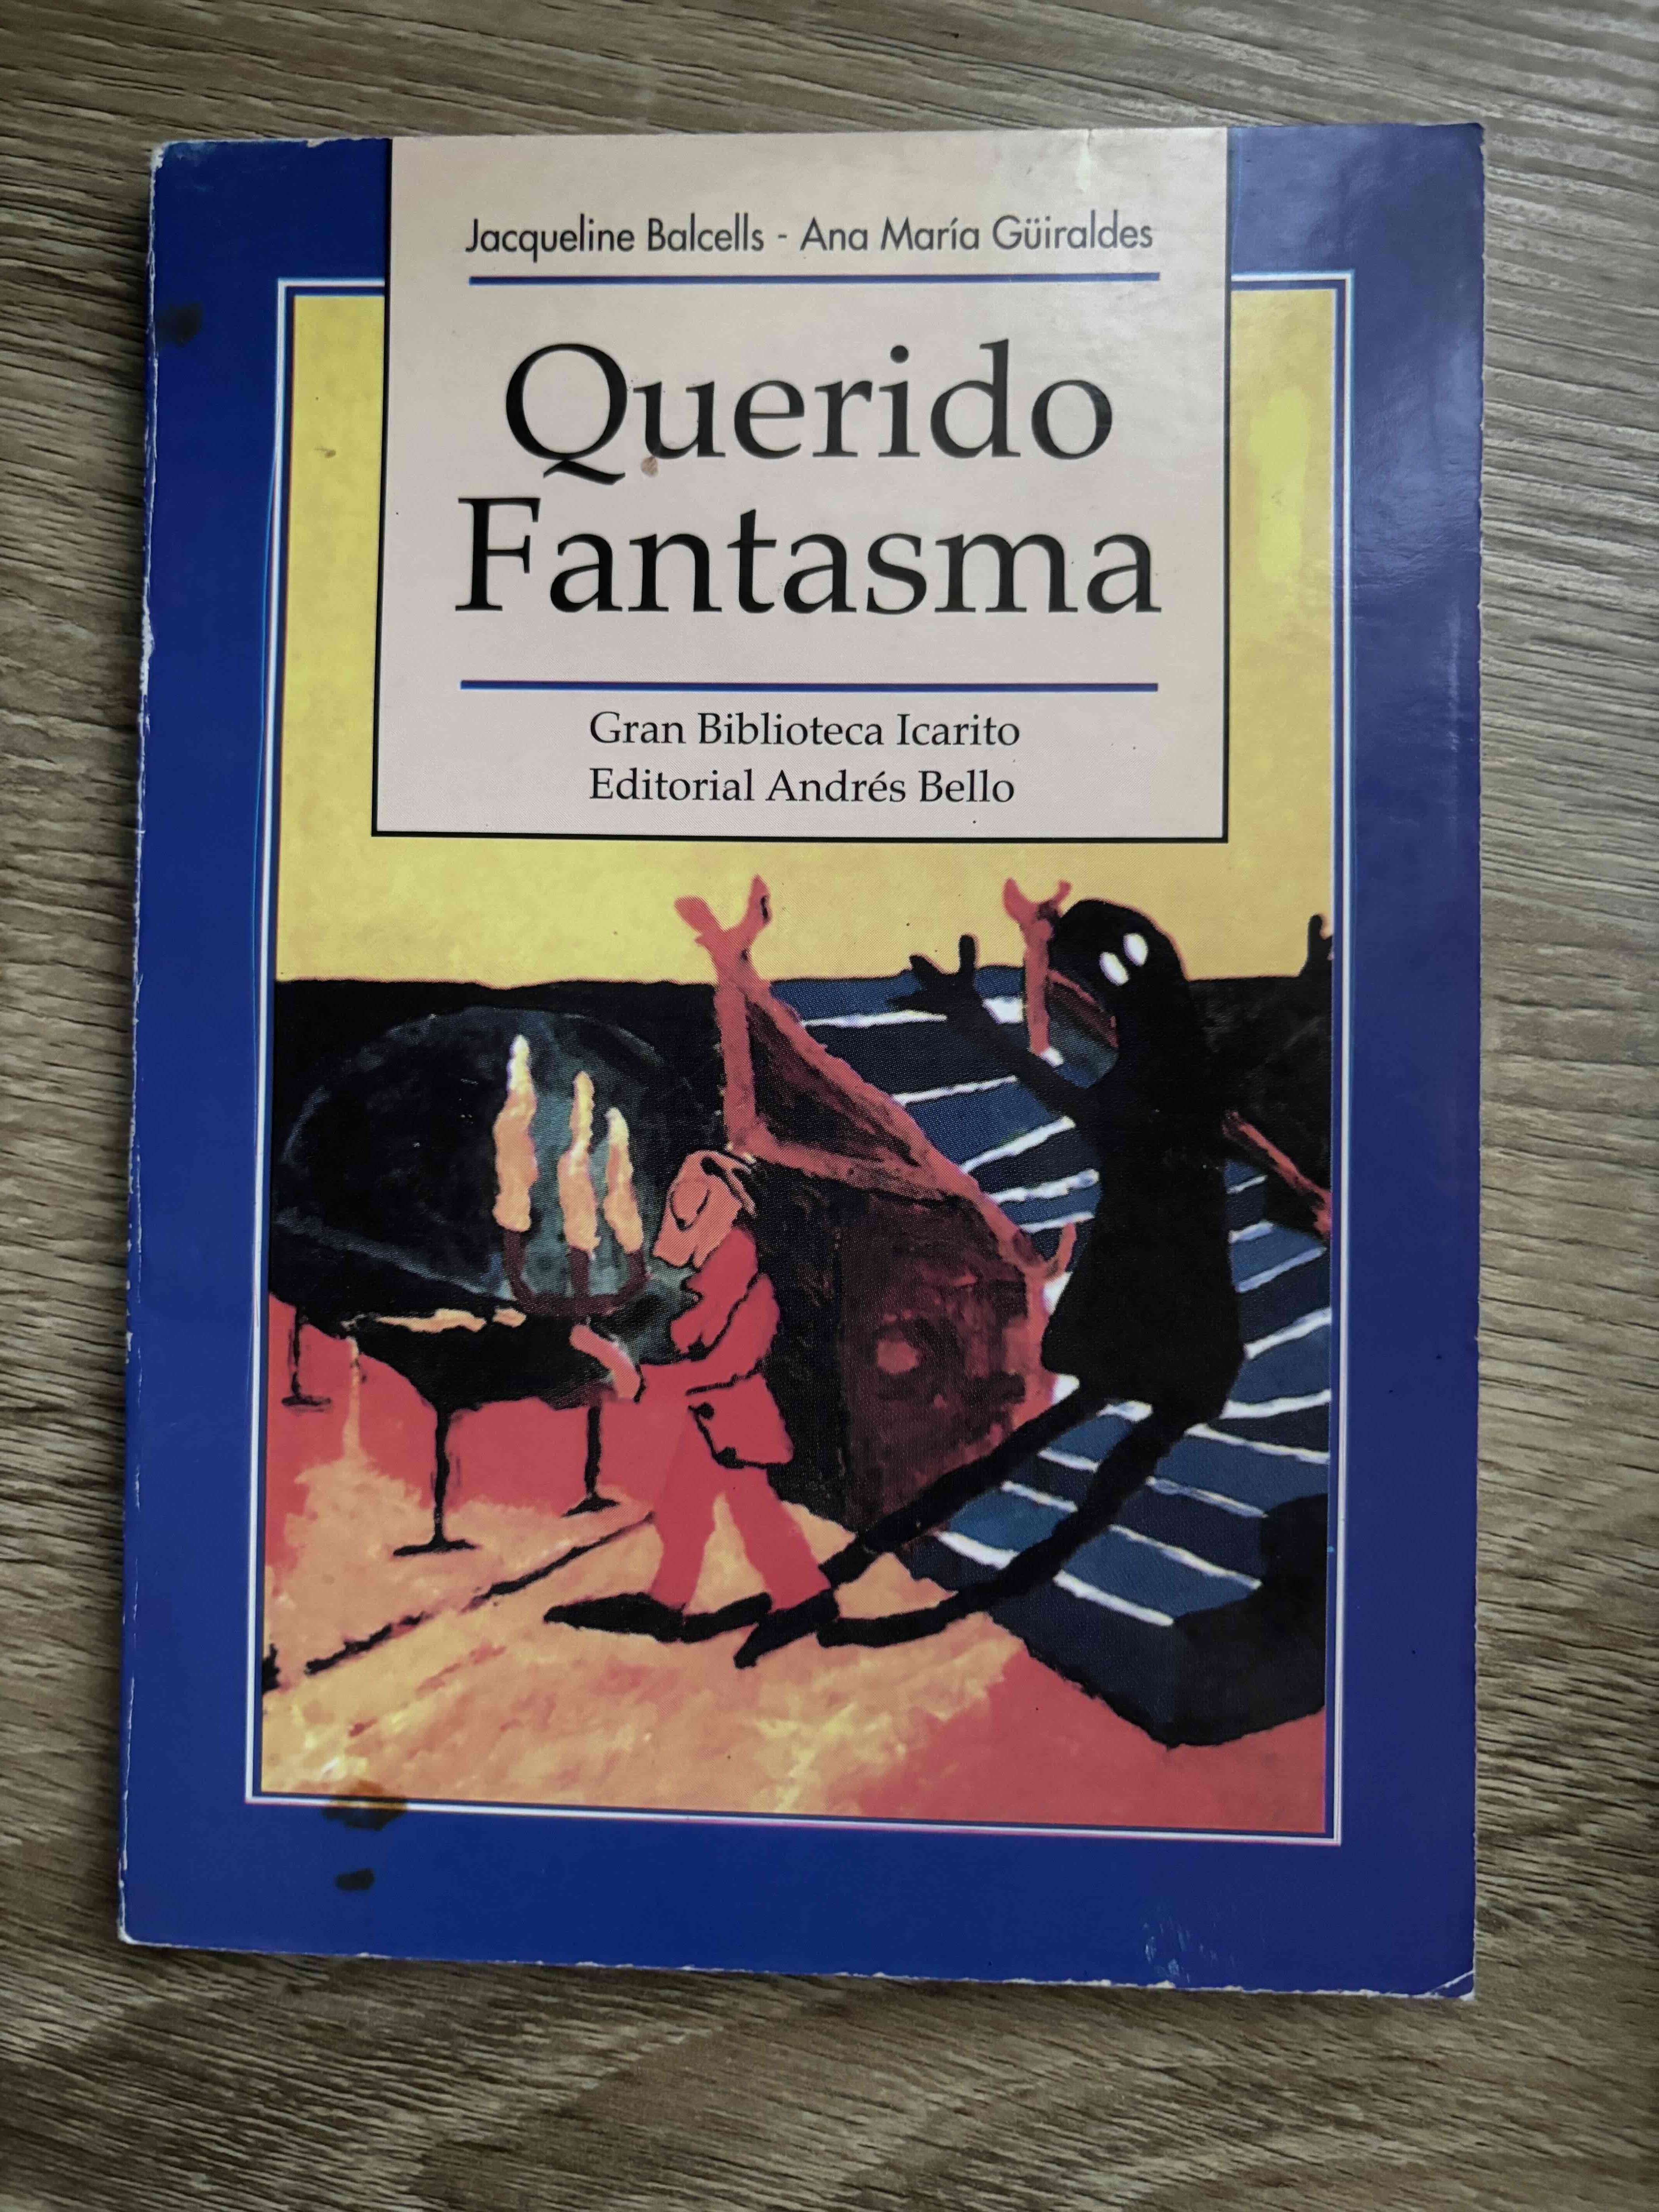 Jacqueline Balcells - Ana María Güiraldes
Querido
Fantasma
Gran Biblioteca Icarito
Editorial Andrés Bello